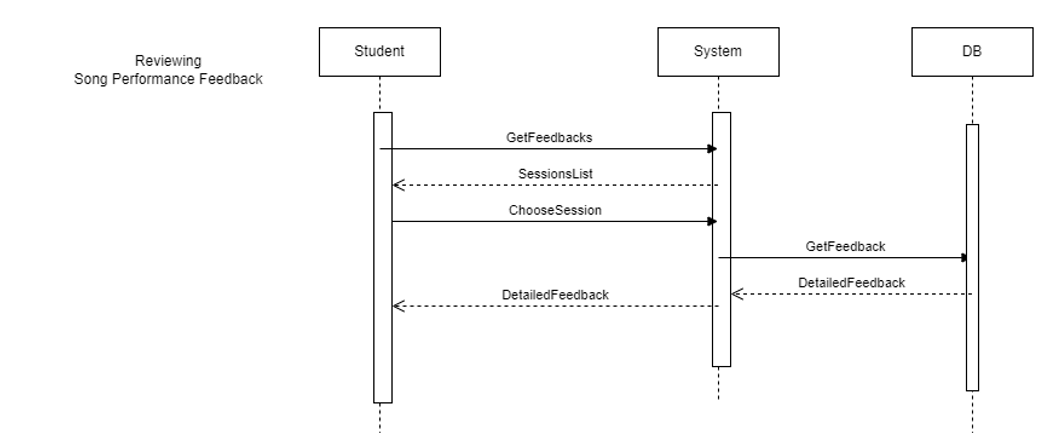 Reviewing
Song Performance Feedback
Student
System
DB
GetFeedbacks
SessionsList
ChooseSession
GetFeedback
DetailedFeedback
DetailedFeedback